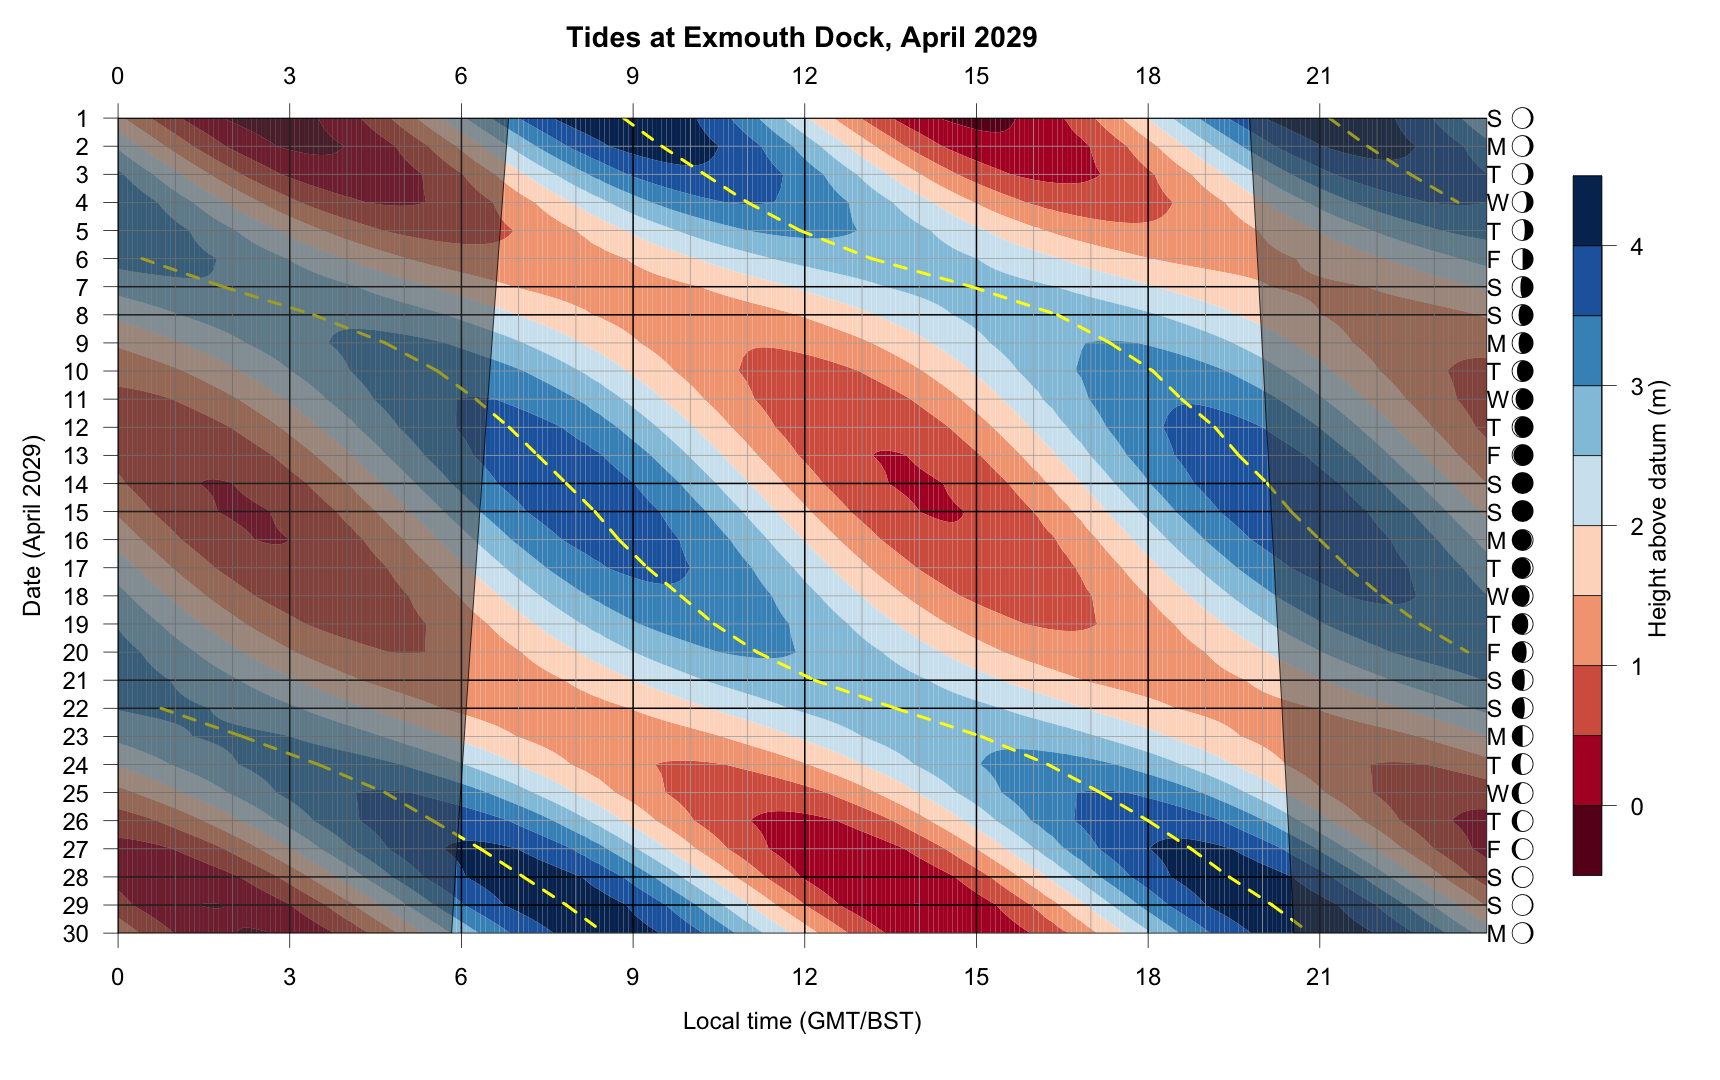 Tides at Exmouth Dock, April 2029
0 3 6 9 12 15 18 21
1 S
2 M
3 T
4 W
5 T
6 F
7 S
8 S
9 M
10 T
11 W
12 T
13 F
14 S
15 S
16 M
17 T
18 W
19 T
20 F
21 S
22 S
23 M
24 T
25 W
26 T
27 F
28 S
29 S
30 M
0 3 6 9 12 15 18 21
Local time (GMT/BST)
Date (April 2029)
4
3
2
1
0
Height above datum (m)